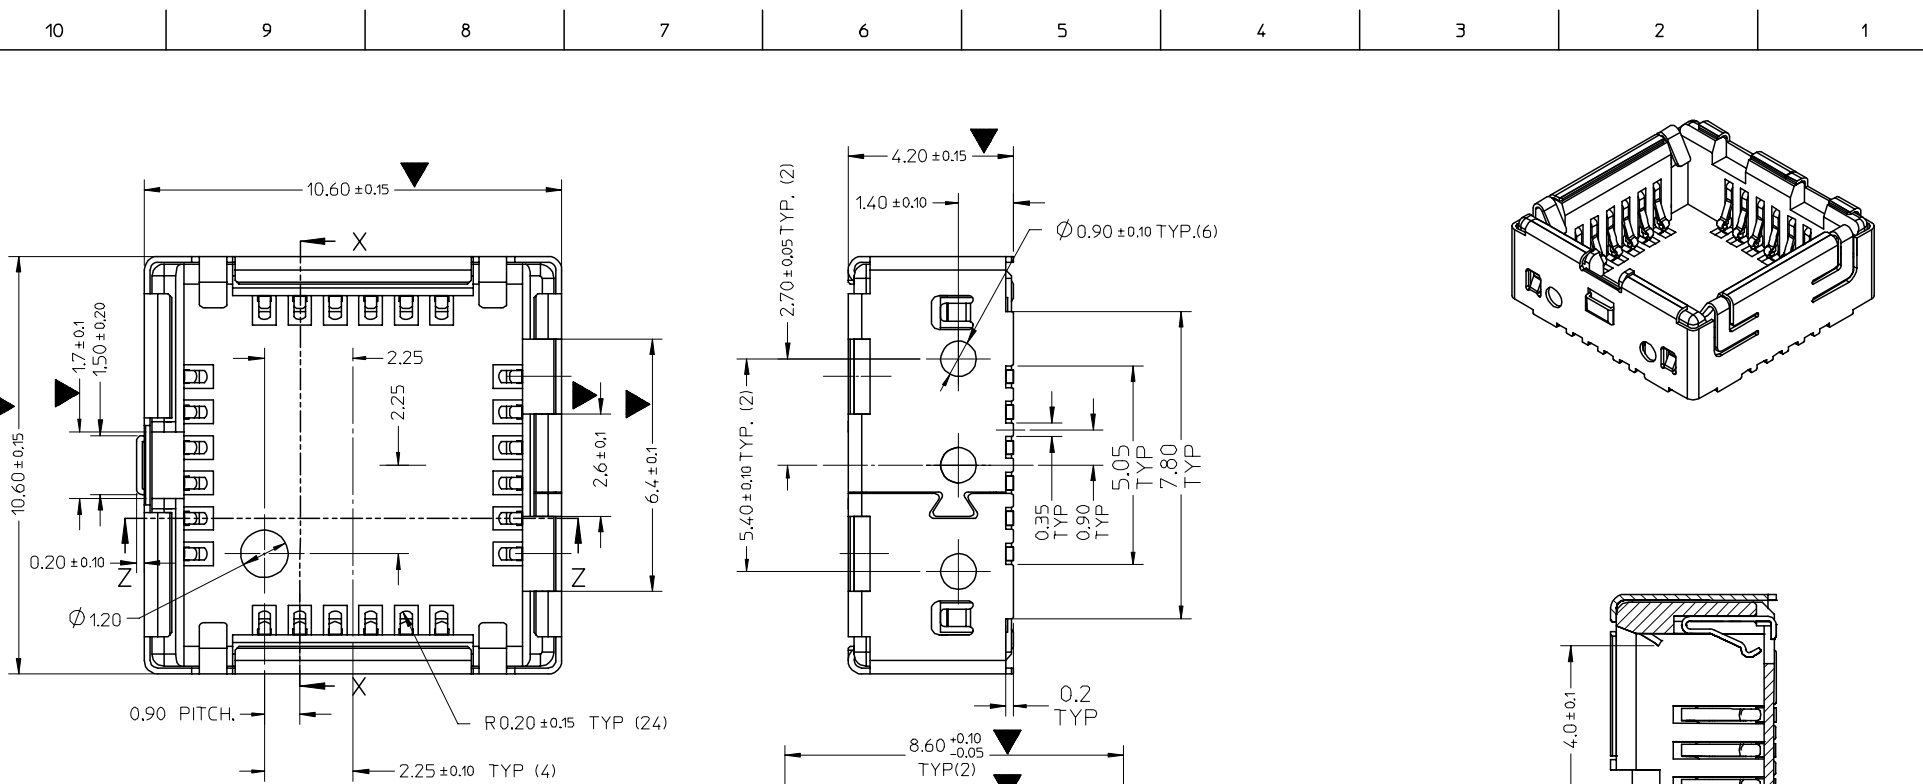 10 9 8 7 6 5 4 3 2 1
10.60 ±0.15
X
10.60 ±0.15
1.7 ±0.1
1.50 ±0.20
2.25
2.25
2.6 ±0.1
6.4 ±0.1
0.20 ±0.10
Z
Z
Ø 1.20
X
0.90 PITCH.
R0.20 ±0.15 TYP (24)
2.25 ±0.10 TYP (4)
4.20 ±0.15
1.40 ±0.10
Ø 0.90 ±0.10 TYP.(6)
2.70 ±0.05 TYP. (2)
5.40 ±0.10 TYP. (2)
0.35
TYP
0.90
TYP
5.05
TYP
7.80
TYP
0.2
TYP
8.60 +0.10
-0.05
TYP(2)
4.0 ±0.1